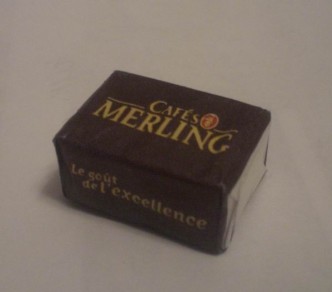 CAFÉS
MERLING
Le goût
de l'excellence